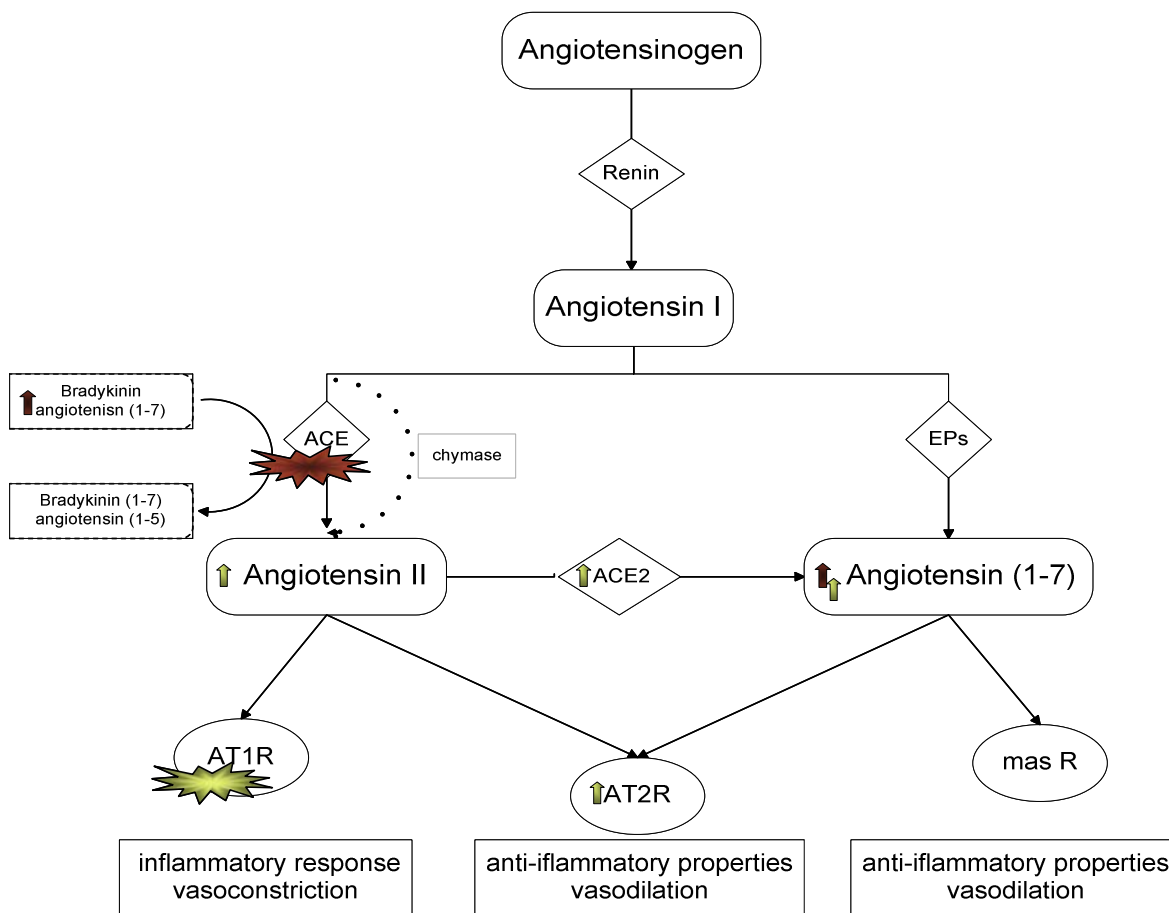 Angiotensinogen
Renin
Angiotensin I
Bradykinin
angiotenisn (1-7)
ACE
chymase
EPs
Bradykinin (1-7)
angiotensin (1-5)
Angiotensin II
ACE2
Angiotensin (1-7)
AT1R
AT2R
mas R
inflammatory response
vasoconstriction
anti-iflammatory properties
vasodilation
anti-iflammatory properties
vasodilation